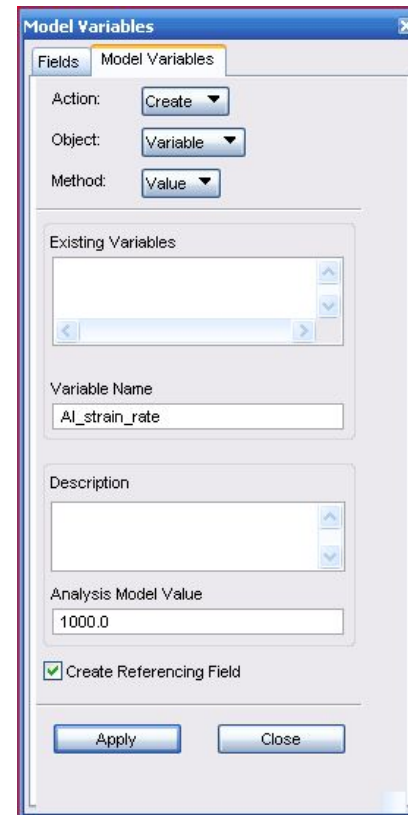 Model Variables
Fields Model Variables
Action: Create
Object: Variable
Method: Value
Existing Variables
Variable Name
Al_strain_rate
Description
Analysis Model Value
1000.0
Create Referencing Field
Apply Close